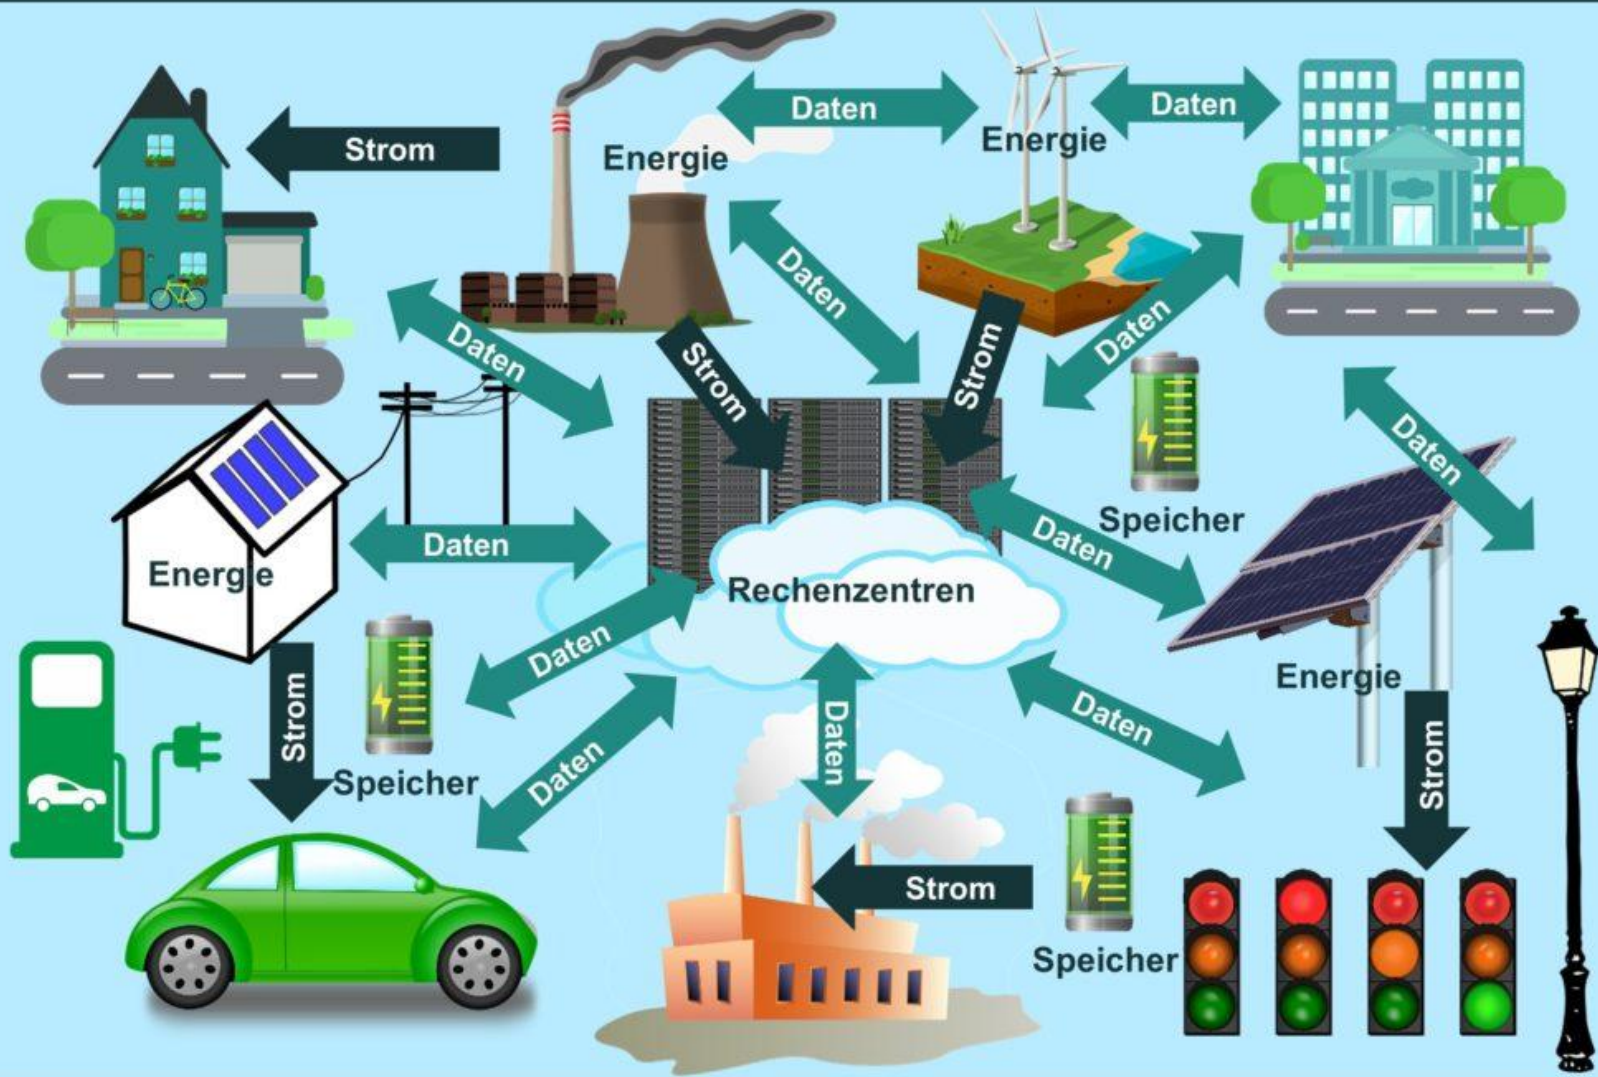 Daten
Daten
Energie
Strom
Energie
Daten
Daten
Daten
Strom
Strom
Daten
Speicher
Daten
Daten
Daten
Energie
Rechenzentren
Daten
Energie
Strom
Speicher
Daten
Daten
Daten
Strom
Strom
Speicher